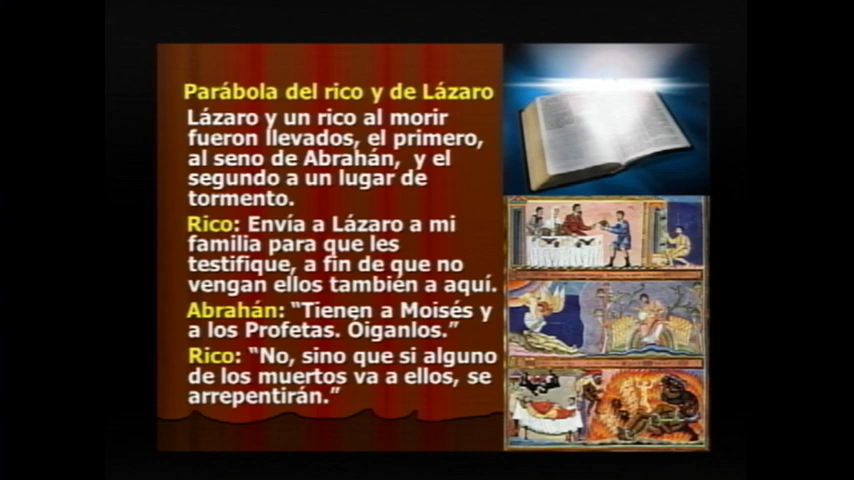 Parábola del rico y de Lázaro
Lázaro y un rico al morir
fueron llevados, el primero,
al seno de Abrahán, y el
segundo a un lugar de
tormento.
Rico: Envía a Lázaro a mi
familia para que les
testifique, a fin de que no
vengan ellos también a aquí.
Abrahán: “Tienen a Moisés y
a los Profetas. Oiganlos.”
Rico: “No, sino que si alguno
de los muertos va a ellos, se
arrepentirán.”